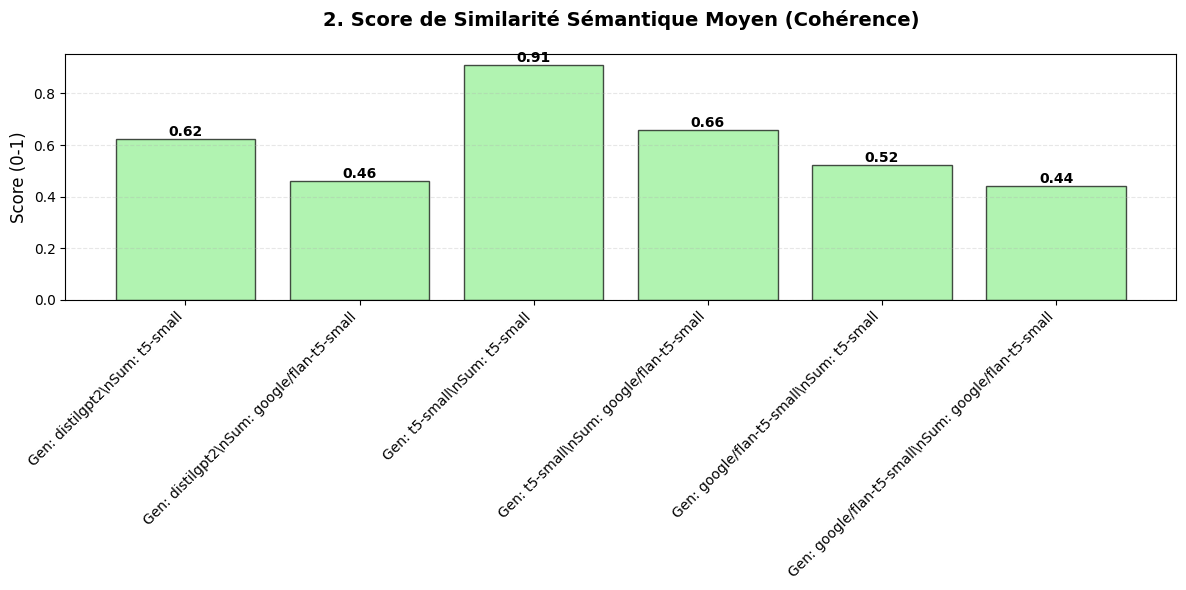 2. Score de Similarité Sémantique Moyen (Cohérence)
Score (0-1)
0.8
0.6
0.4
0.2
0.0
0.62
0.46
0.91
0.66
0.52
0.44
Gen: distilgpt2\nSum: t5-small
Gen: distilgpt2\nSum: google/flan-t5-small
Gen: t5-small\nSum: t5-small
Gen: t5-small\nSum: google/flan-t5-small
Gen: google/flan-t5-small\nSum: t5-small
Gen: google/flan-t5-small\nSum: google/flan-t5-small